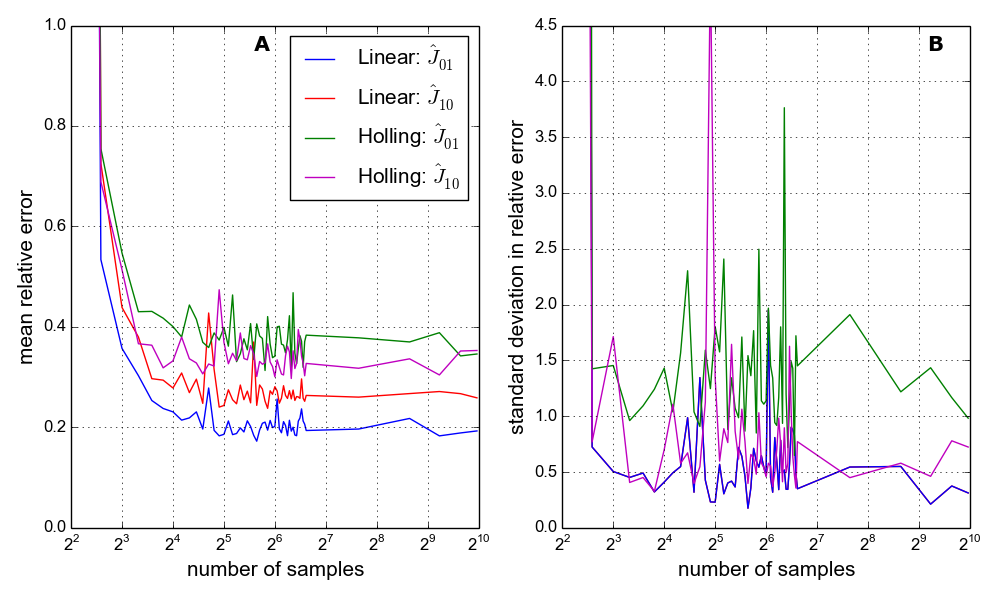 A
Linear: Ĵ₀₁
Linear: Ĵ₁₀
Holling: Ĵ₀₁
Holling: Ĵ₁₀
mean relative error
1.0
0.8
0.6
0.4
0.2
0.0
2² 2³ 2⁴ 2⁵ 2⁶ 2⁷ 2⁸ 2⁹ 2¹⁰
number of samples
B
standard deviation in relative error
4.5
4.0
3.5
3.0
2.5
2.0
1.5
1.0
0.5
0.0
2² 2³ 2⁴ 2⁵ 2⁶ 2⁷ 2⁸ 2⁹ 2¹⁰
number of samples